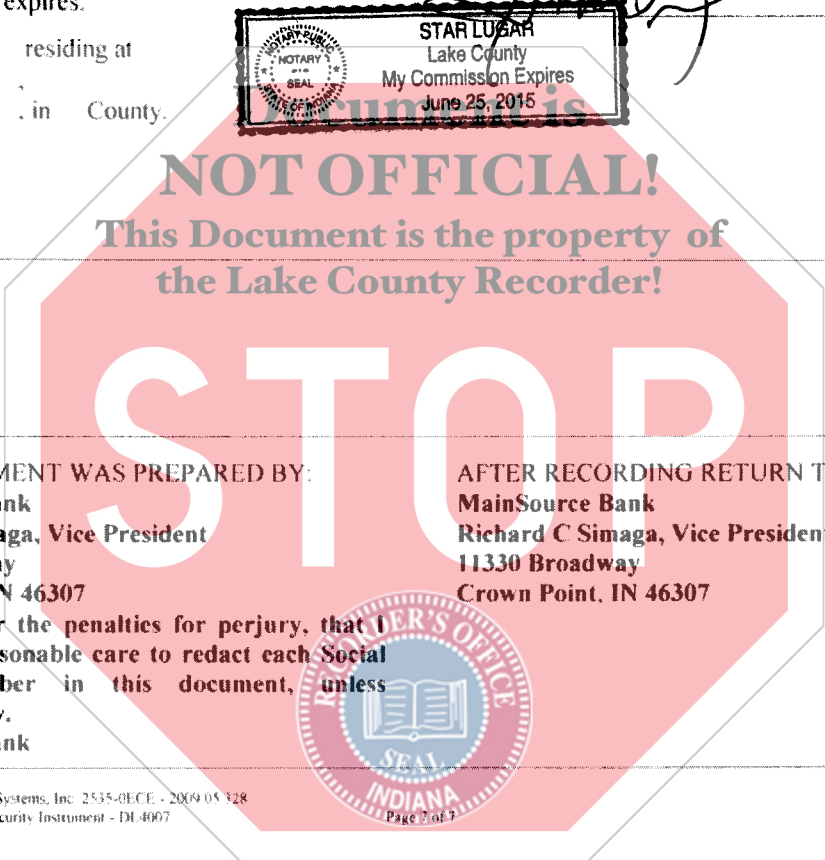 expires:
STAR LUGAR
Lake County
My Commission Expires
June 25, 2015
NOTARY PUBLIC
NOTARY
SEAL
STATE OF INDIANA
residing at
in County.
Document is
NOT OFFICIAL!
This Document is the property of
the Lake County Recorder!
STOP
MENT WAS PREPARED BY:
nk
aga, Vice President
y
N 46307
r the penalties for perjury, that I
sonable care to redact each Social
ber in this document, unless
y.
nk
AFTER RECORDING RETURN T
MainSource Bank
Richard C Simaga, Vice Presiden
11330 Broadway
Crown Point, IN 46307
RECORDER'S OFFICE
SEAL
INDIANA
Systems, Inc. 2535-0ECE - 2009.05.328
curity Instrument - DL4007
Page 7 of 7